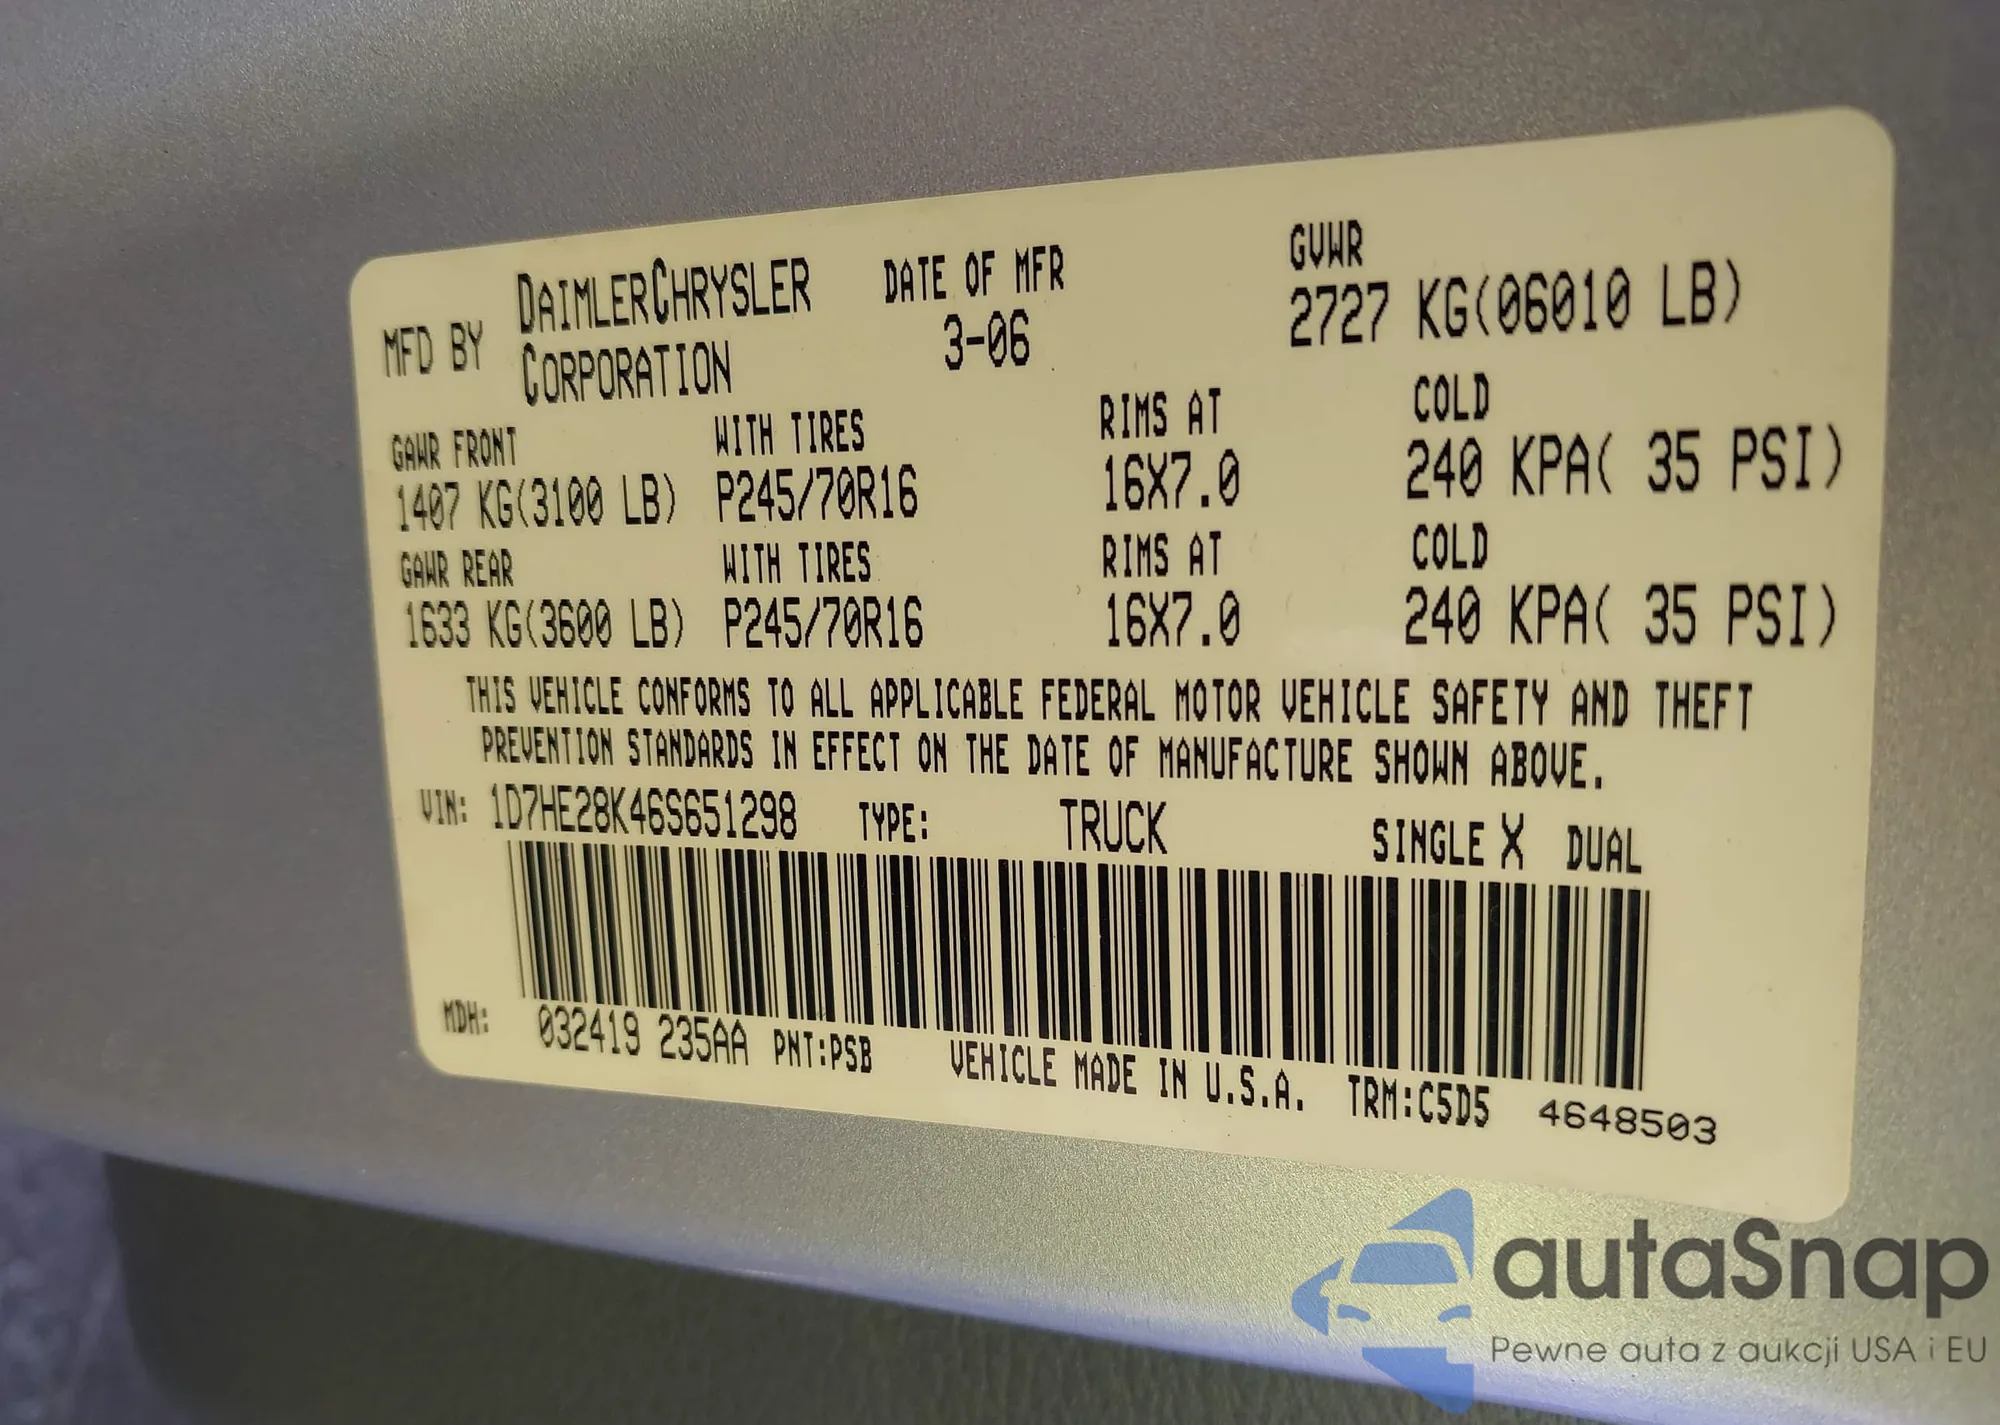 MFD BY DAIMLERCHRYSLER CORPORATION DATE OF MFR 3-06 GVWR 2727 KG(06010 LB)
GAWR FRONT WITH TIRES RIMS AT COLD
1407 KG(3100 LB) P245/70R16 16X7.0 240 KPA( 35 PSI)
GAWR REAR WITH TIRES RIMS AT COLD
1633 KG(3600 LB) P245/70R16 16X7.0 240 KPA( 35 PSI)
THIS VEHICLE CONFORMS TO ALL APPLICABLE FEDERAL MOTOR VEHICLE SAFETY AND THEFT
PREVENTION STANDARDS IN EFFECT ON THE DATE OF MANUFACTURE SHOWN ABOVE.
VIN: 1D7HE28K46S651298 TYPE: TRUCK SINGLE X DUAL
MDH: 032419 235AA PNT:PSB VEHICLE MADE IN U.S.A. TRM:C5D5 4648503
autaSnap
Pewne auta z aukcji USA i EU